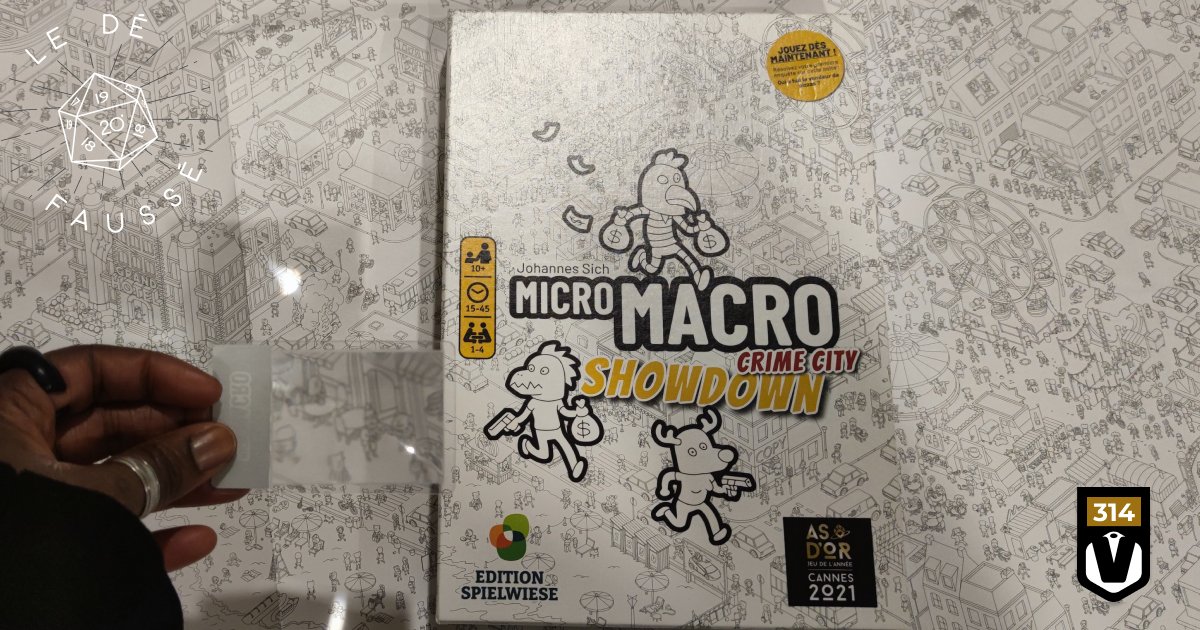 LE DÉ
FAUSSÉ
19
20
18
JOUEZ DÈS
MAINTENANT !
10+
15-45
1-4
Johannes Sich
MICRO MACRO
CRIME CITY
SHOWDOWN
$
$
$
EDITION
SPIELWIESE
AS
D'OR
JEU DE L'ANNÉE
CANNES
2021
314